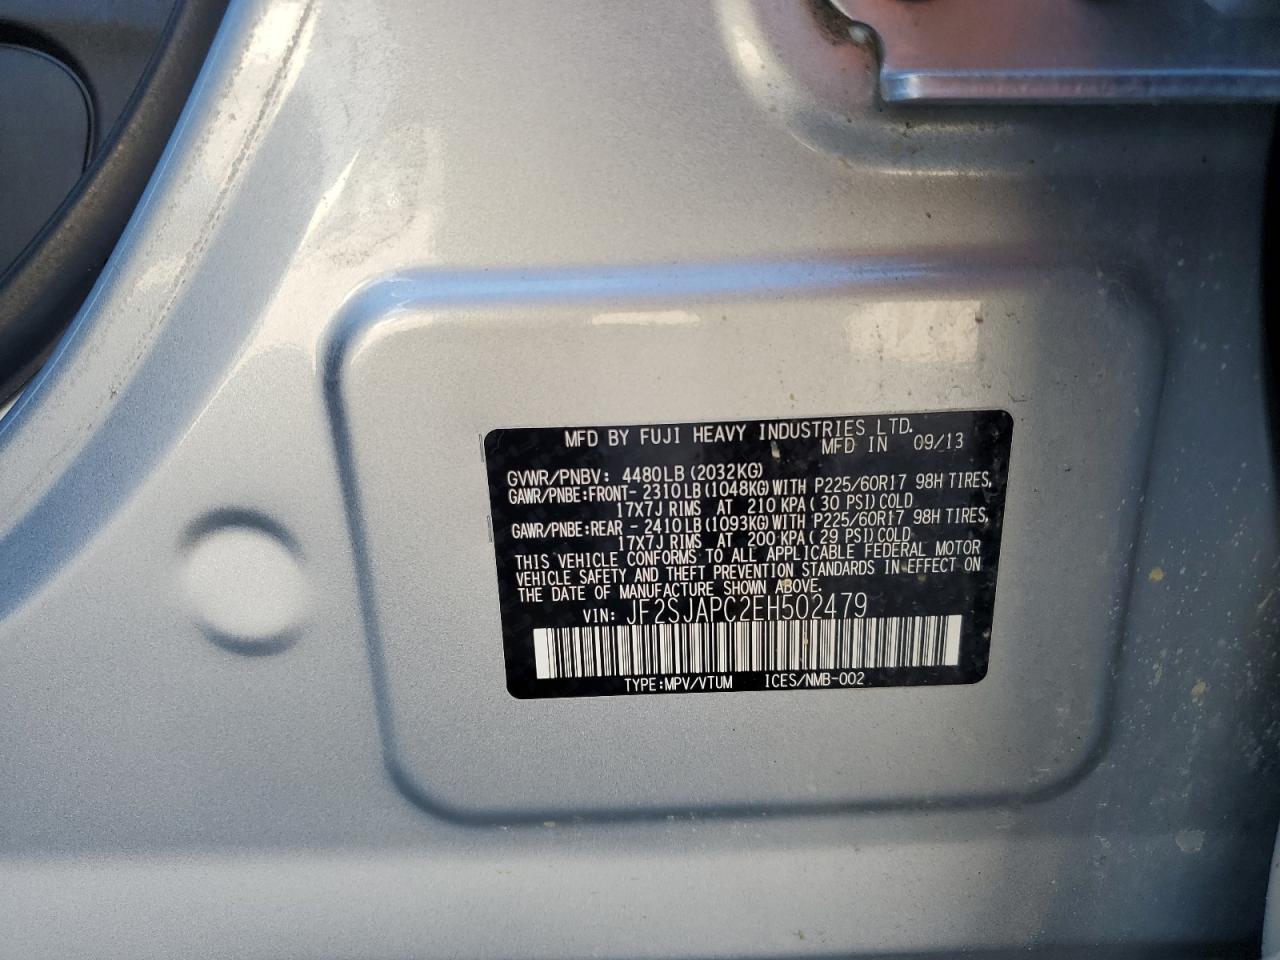 MFD BY FUJI HEAVY INDUSTRIES LTD.
MFD IN 09/13
GVWR/PNBV: 4480LB (2032KG)
GAWR/PNBE:FRONT- 2310LB (1048KG) WITH P225/60R17 98H TIRES,
17X7J RIMS AT 210 KPA ( 30 PSI) COLD
GAWR/PNBE:REAR - 2410LB (1093KG) WITH P225/60R17 98H TIRES,
17X7J RIMS AT 200 KPA ( 29 PSI) COLD
THIS VEHICLE CONFORMS TO ALL APPLICABLE FEDERAL MOTOR
VEHICLE SAFETY AND THEFT PREVENTION STANDARDS IN EFFECT ON
THE DATE OF MANUFACTURE SHOWN ABOVE.
VIN: JF2SJAPC2EH502479
TYPE:MPV/VTUM ICES/NMB-002